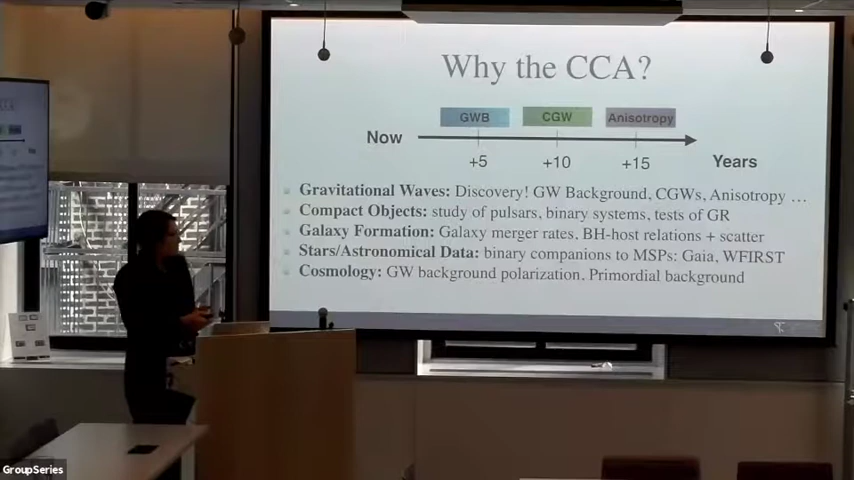 Why the CCA?
GWB CGW Anisotropy
Now
+5 +10 +15 Years
Gravitational Waves: Discovery! GW Background, CGWs, Anisotropy ...
Compact Objects: study of pulsars, binary systems, tests of GR
Galaxy Formation: Galaxy merger rates, BH-host relations + scatter
Stars/Astronomical Data: binary companions to MSPs: Gaia, WFIRST
Cosmology: GW background polarization, Primordial background
GroupSeries